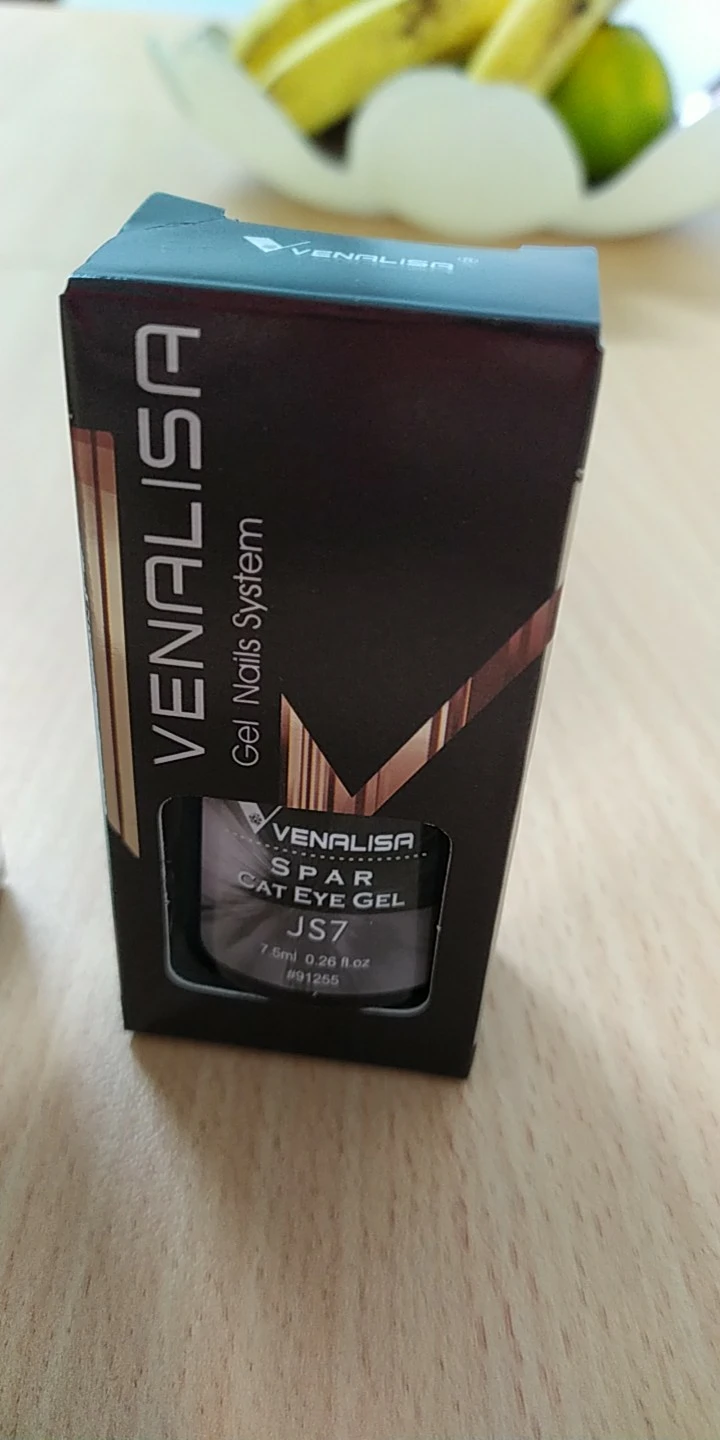 VENALISA®
VENALISA
Gel Nails System
VENALISA
SPAR
CAT EYE GEL
JS7
7.5ml 0.26 fl.oz
#91255